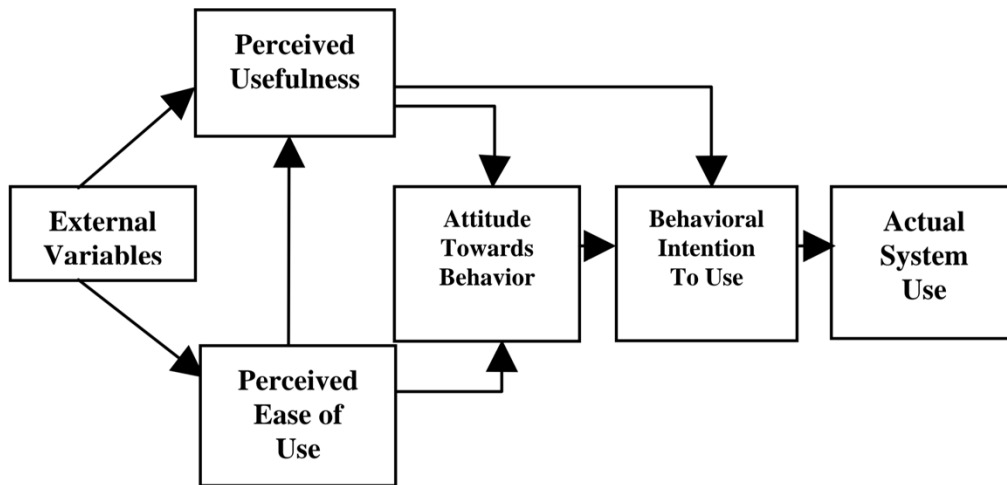 Perceived
Usefulness
External
Variables
Perceived
Ease of
Use
Attitude
Towards
Behavior
Behavioral
Intention
To Use
Actual
System
Use